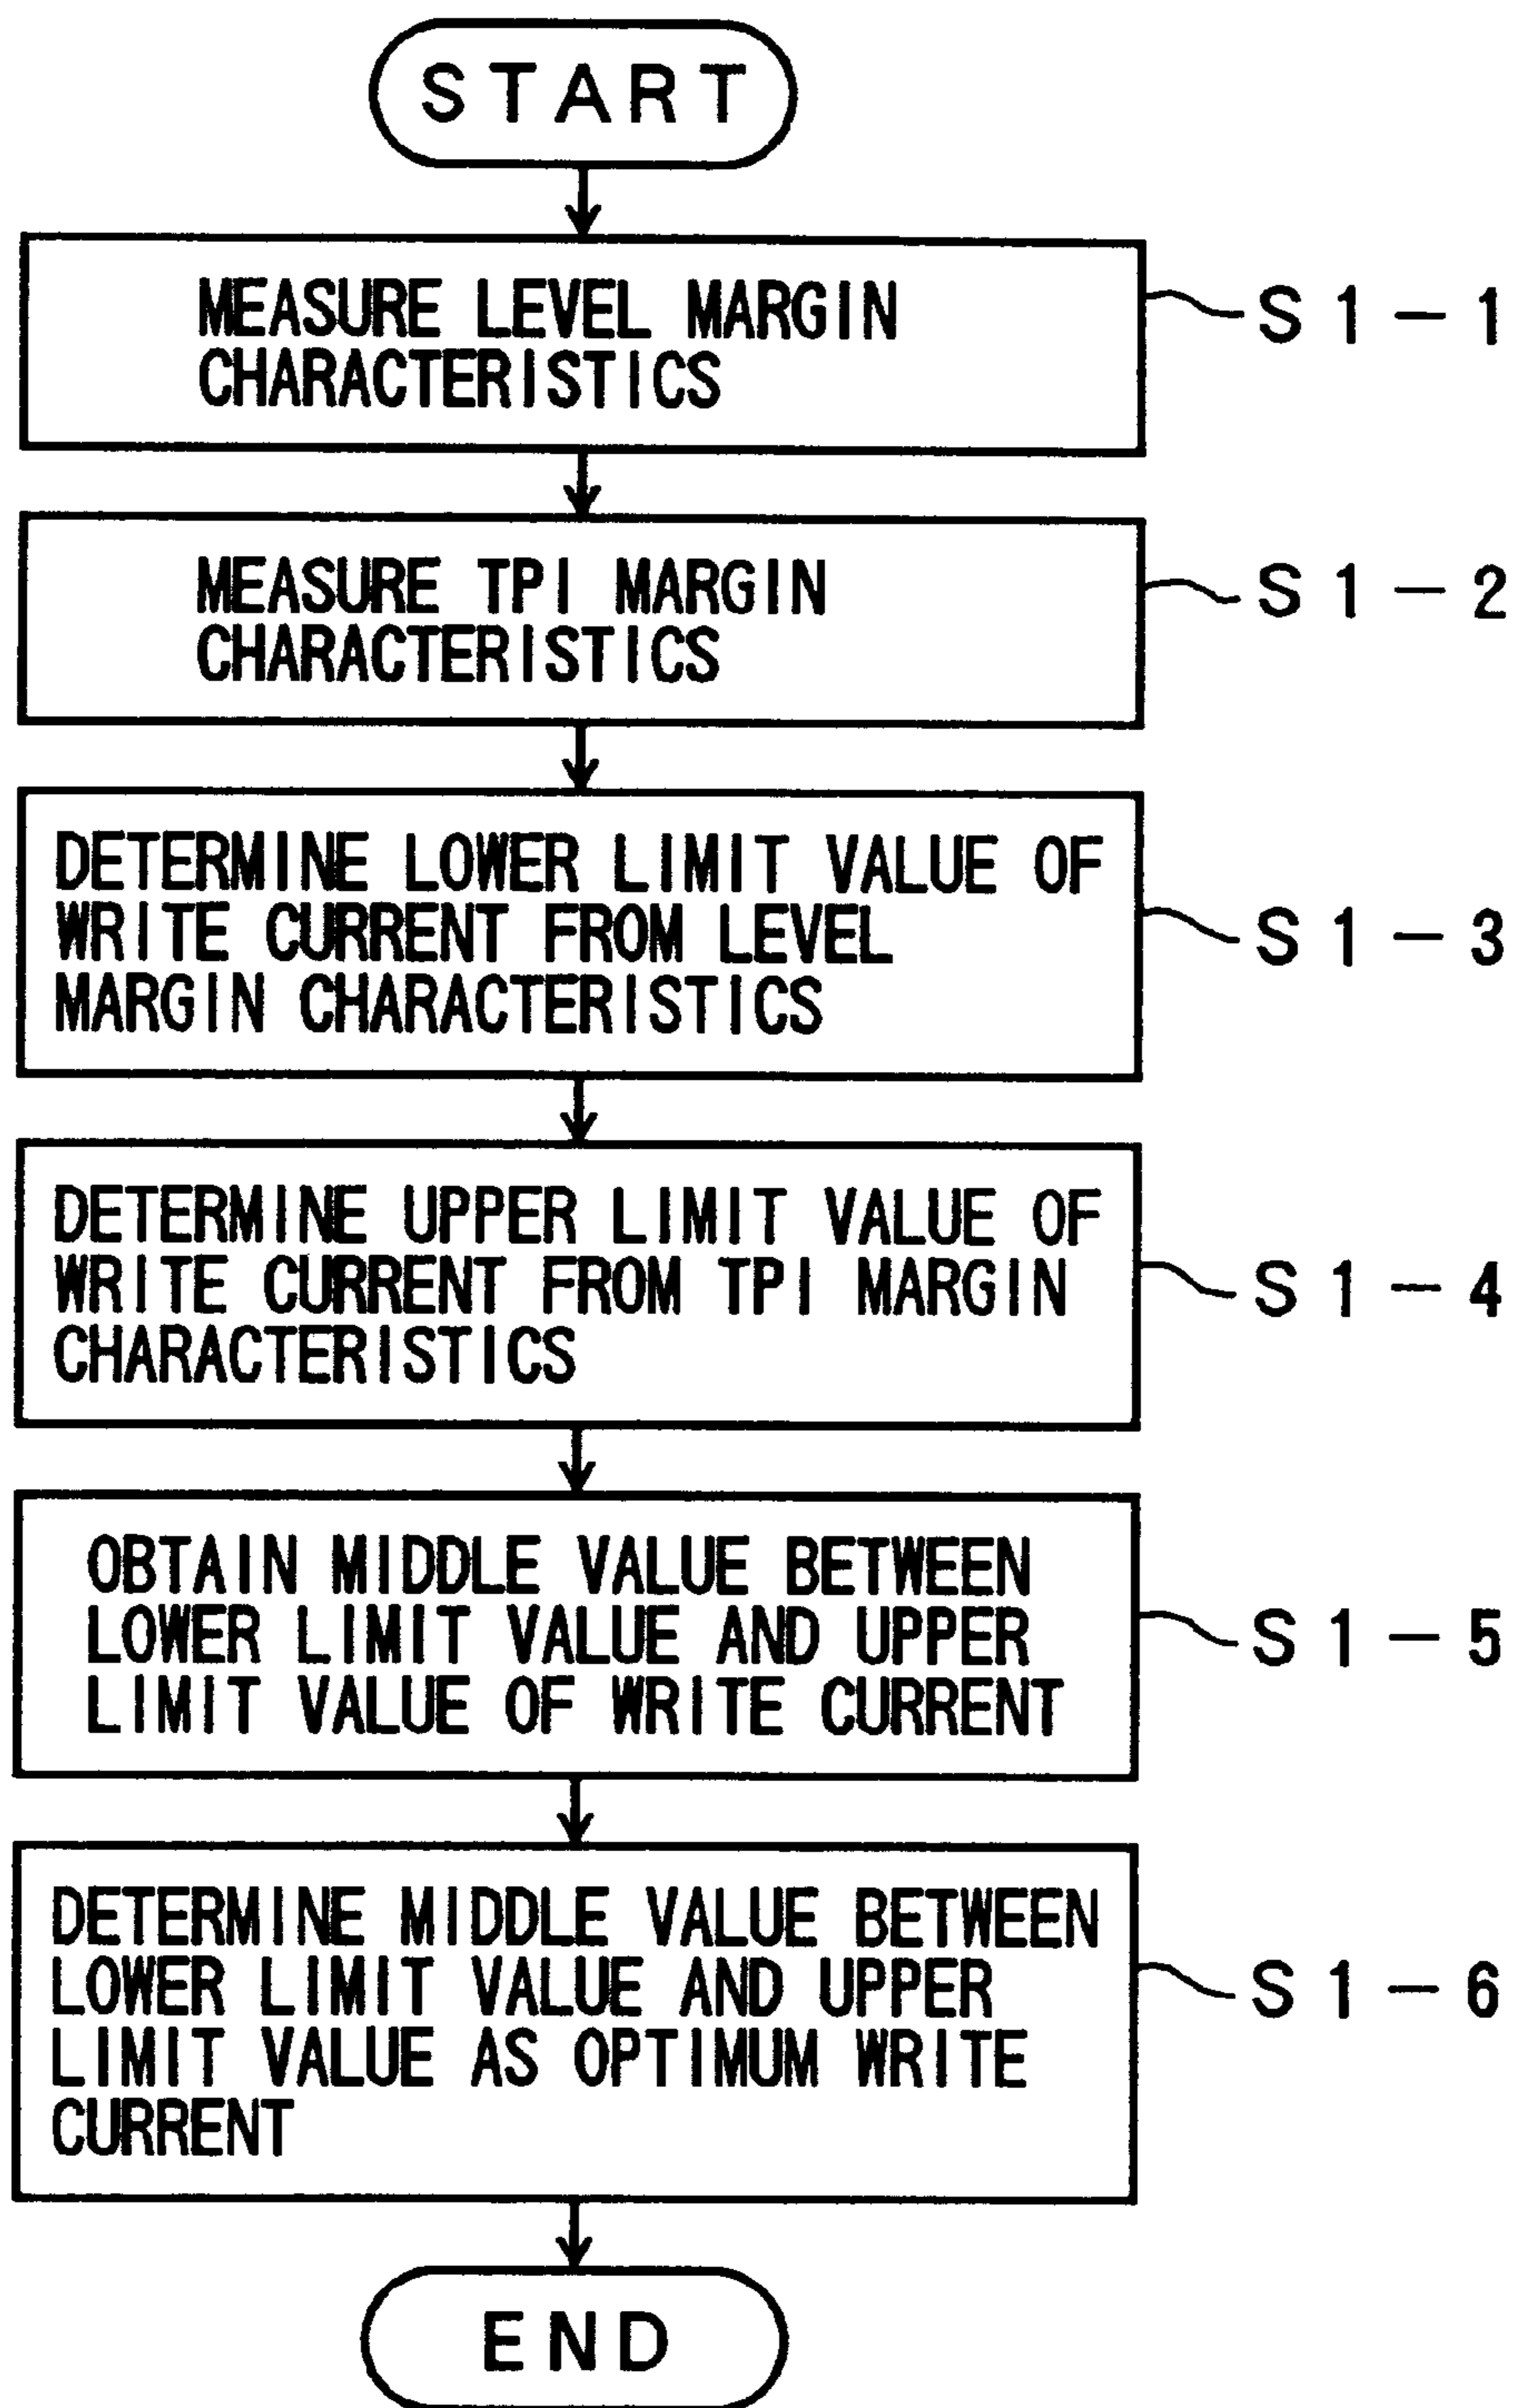 START
MEASURE LEVEL MARGIN
CHARACTERISTICS
S1-1
MEASURE TPI MARGIN
CHARACTERISTICS
S1-2
DETERMINE LOWER LIMIT VALUE OF
WRITE CURRENT FROM LEVEL
MARGIN CHARACTERISTICS
S1-3
DETERMINE UPPER LIMIT VALUE OF
WRITE CURRENT FROM TPI MARGIN
CHARACTERISTICS
S1-4
OBTAIN MIDDLE VALUE BETWEEN
LOWER LIMIT VALUE AND UPPER
LIMIT VALUE OF WRITE CURRENT
S1-5
DETERMINE MIDDLE VALUE BETWEEN
LOWER LIMIT VALUE AND UPPER
LIMIT VALUE AS OPTIMUM WRITE
CURRENT
S1-6
END